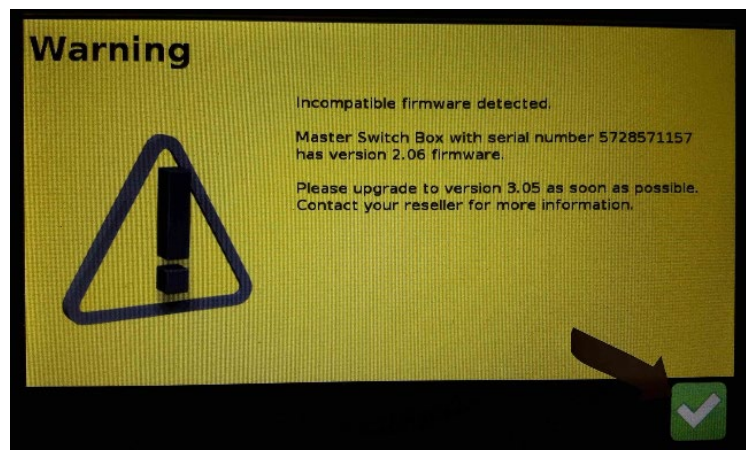 Warning
Incompatible firmware detected.
Master Switch Box with serial number 5728571157
has version 2.06 firmware.
Please upgrade to version 3.05 as soon as possible.
Contact your reseller for more information.